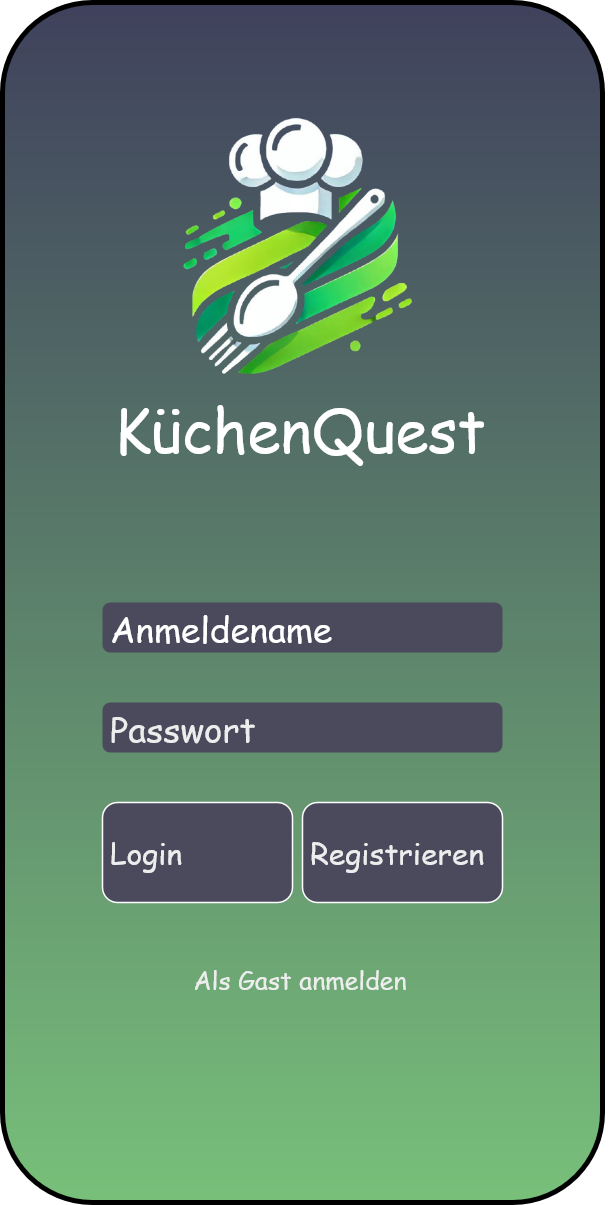 KüchenQuest
Anmeldename
Passwort
Login
Registrieren
Als Gast anmelden